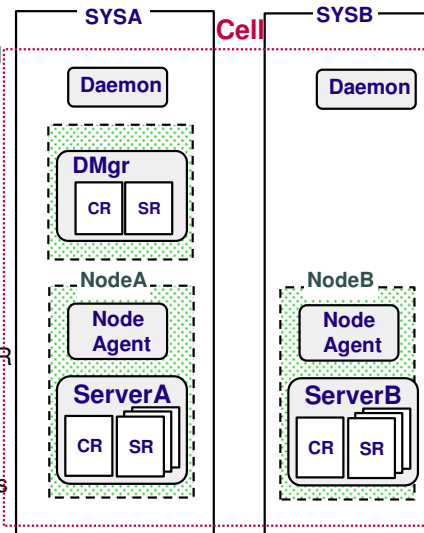 SYSA
SYSB
Cell
Daemon
Daemon
DMgr
CR
SR
NodeA
NodeB
Node
Agent
Node
Agent
R
ServerA
ServerB
CR
SR
CR
SR
s